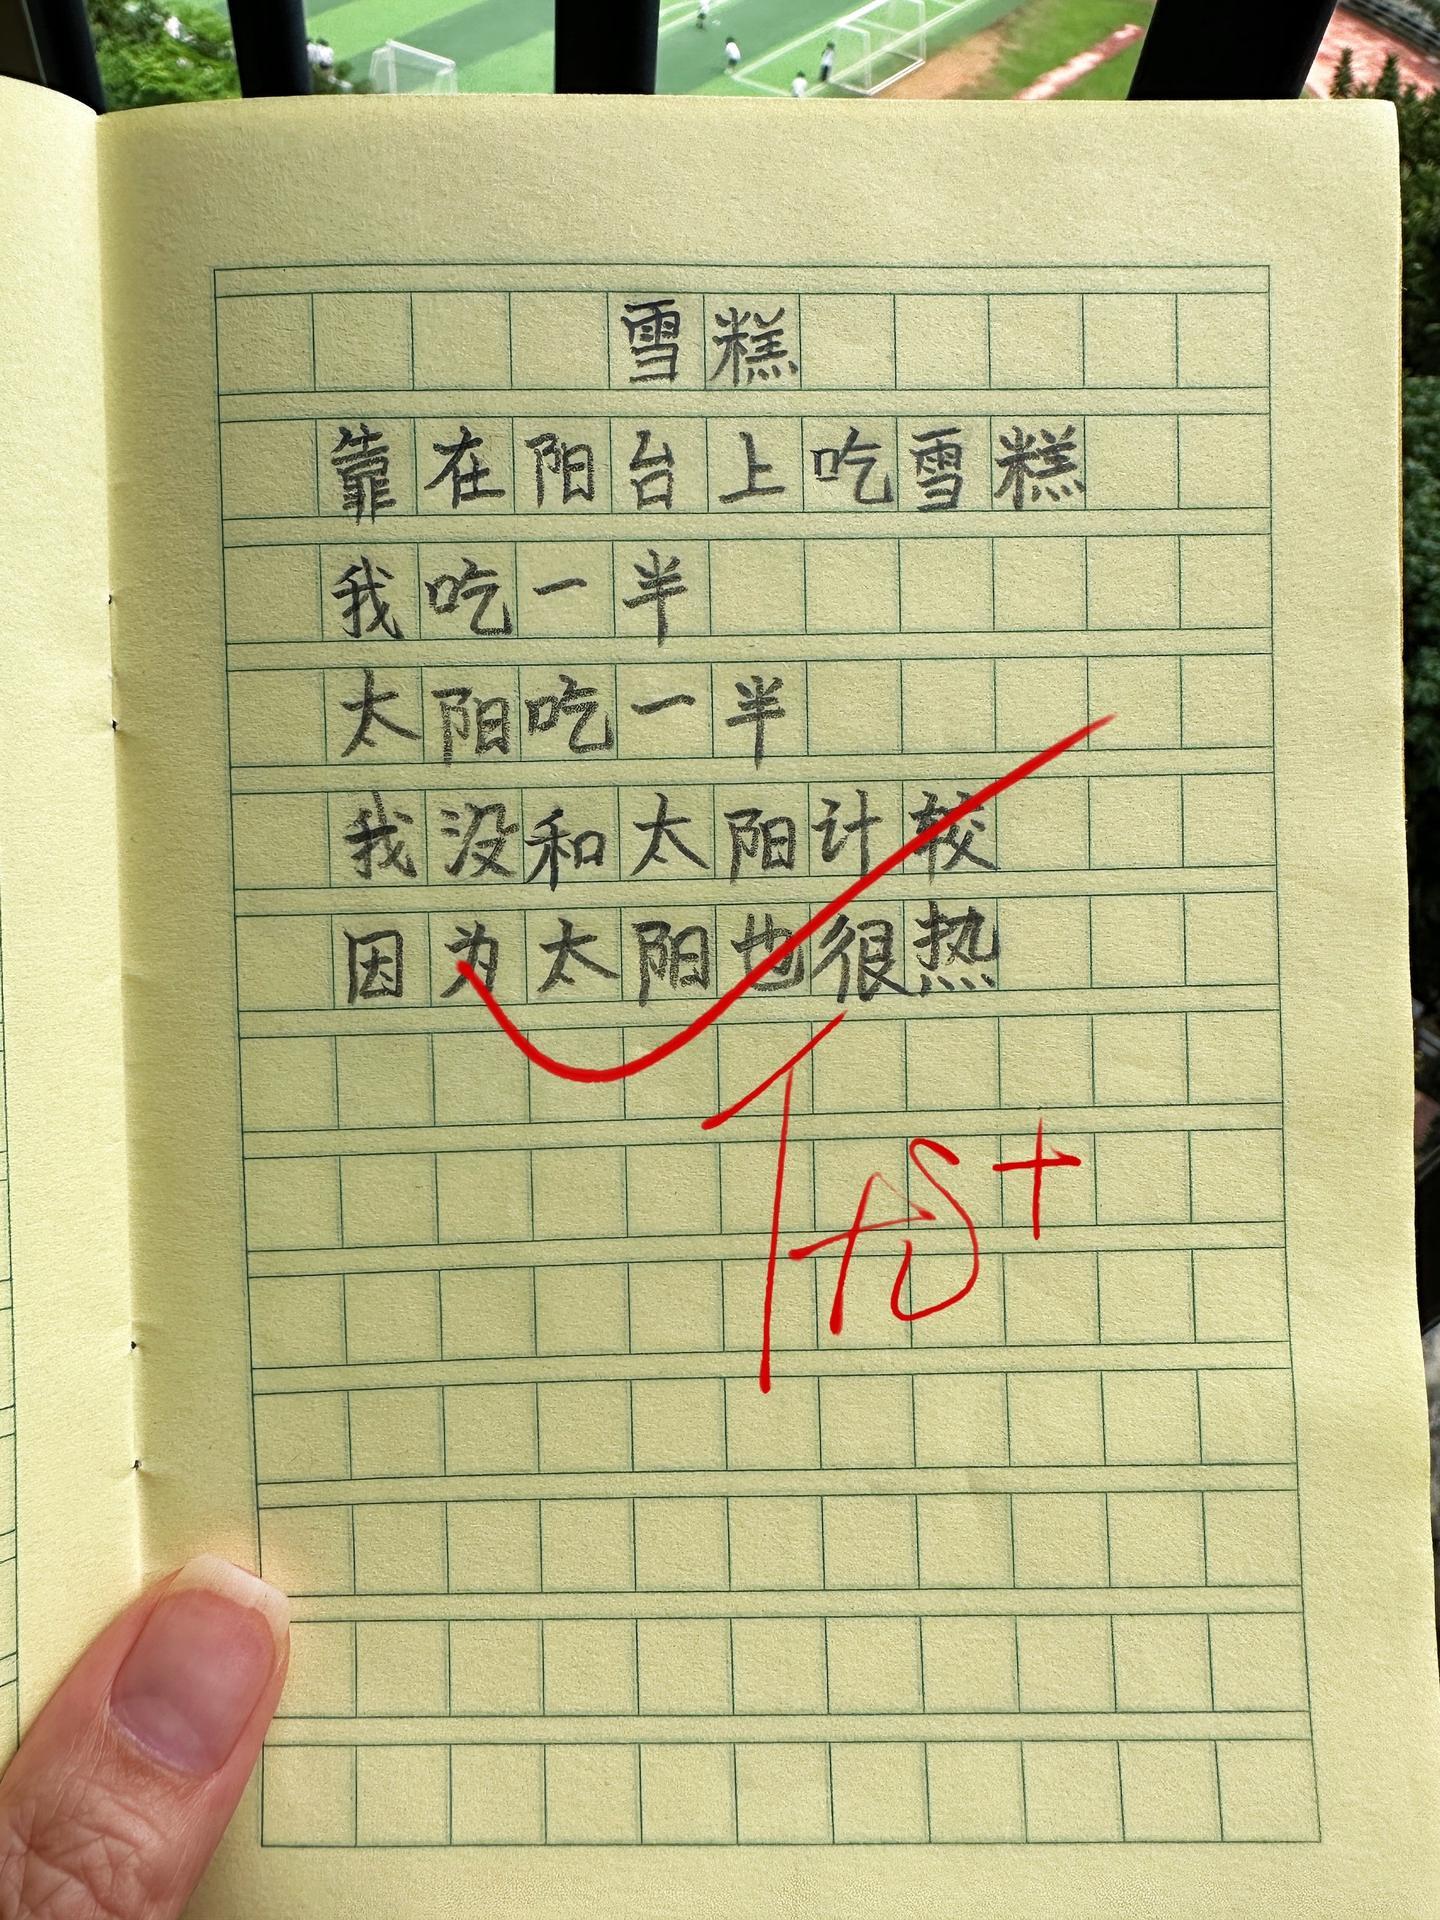 雪糕
靠在阳台上吃雪糕
我吃一半
太阳吃一半
我没和太阳计较
因为太阳也很热